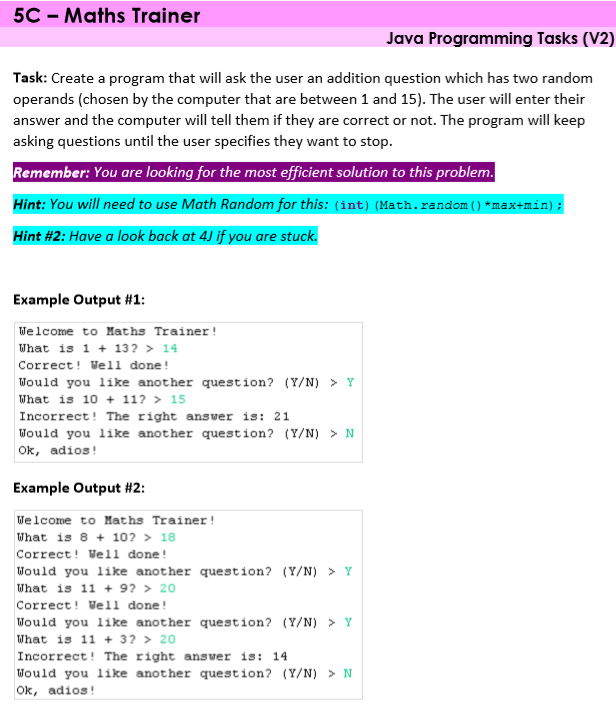 5C – Maths Trainer
Java Programming Tasks (V2)
Task: Create a program that will ask the user an addition question which has two random
operands (chosen by the computer that are between 1 and 15). The user will enter their
answer and the computer will tell them if they are correct or not. The program will keep
asking questions until the user specifies they want to stop.
Remember: You are looking for the most efficient solution to this problem.
Hint: You will need to use Math Random for this: (int)(Math.random()*max+min);
Hint #2: Have a look back at 4J if you are stuck.
Example Output #1:
Welcome to Maths Trainer!
What is 1 + 13? > 14
Correct! Well done!
Would you like another question? (Y/N) > Y
What is 10 + 11? > 15
Incorrect! The right answer is: 21
Would you like another question? (Y/N) > N
Ok, adios!
Example Output #2:
Welcome to Maths Trainer!
What is 8 + 10? > 18
Correct! Well done!
Would you like another question? (Y/N) > Y
What is 11 + 9? > 20
Correct! Well done!
Would you like another question? (Y/N) > Y
What is 11 + 3? > 20
Incorrect! The right answer is: 14
Would you like another question? (Y/N) > N
Ok, adios!